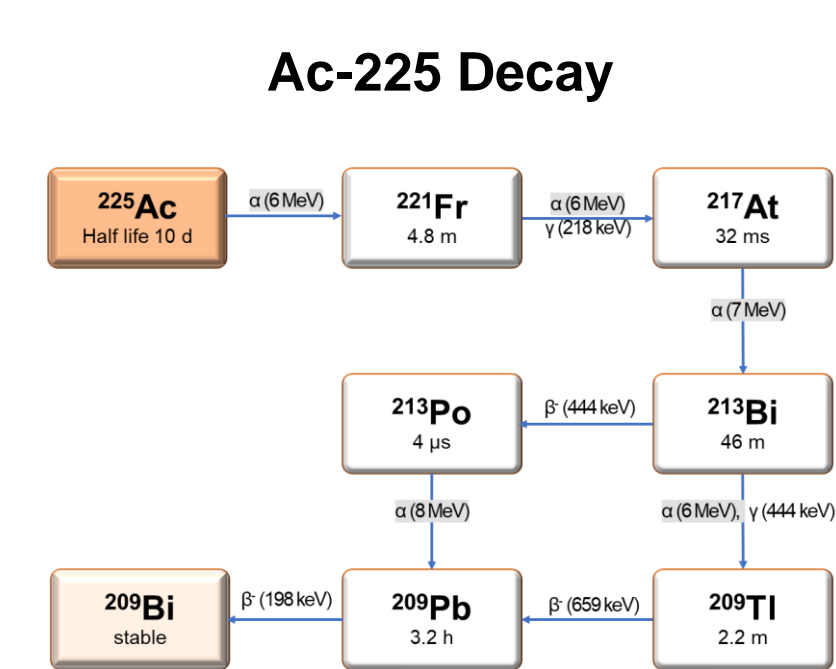 Ac-225 Decay
²²⁵Ac
Half life 10 d
α (6 MeV)
²²¹Fr
4.8 m
α (6 MeV)
γ (218 keV)
²¹⁷At
32 ms
α (7 MeV)
²¹³Po
4 µs
β⁻ (444 keV)
²¹³Bi
46 m
α (8 MeV)
α (6 MeV), γ (444 keV)
²⁰⁹Bi
stable
β⁻ (198 keV)
²⁰⁹Pb
3.2 h
β⁻ (659 keV)
²⁰⁹Tl
2.2 m